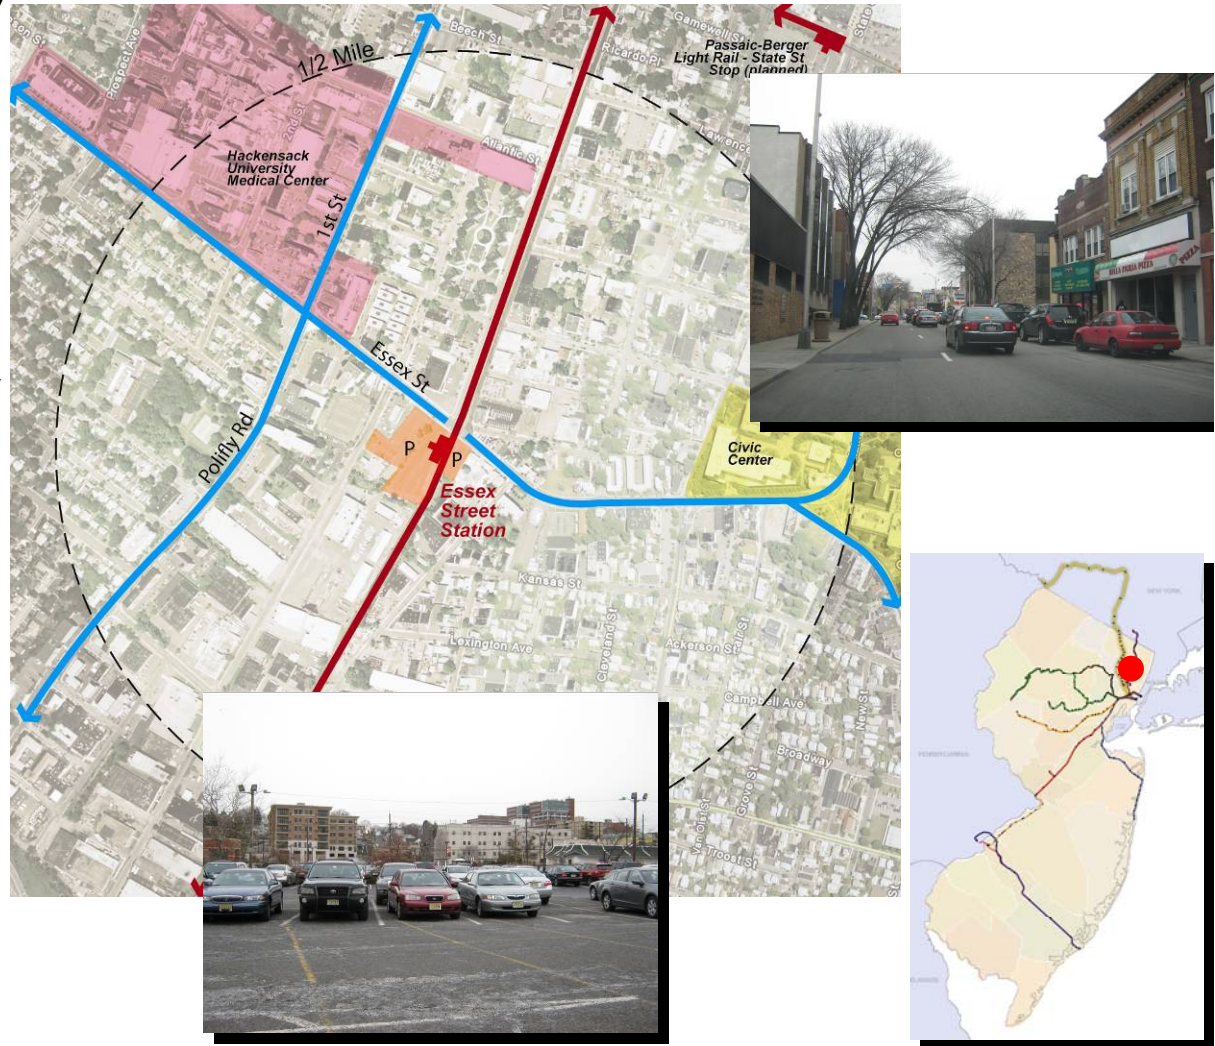 Beech St
Gamewell St
Ricardo Pl
Passaic-Berger
Light Rail - State St
Stop (planned)
Prospect Ave
1/2 Mile
2nd St
Atlantic St
Hackensack
University
Medical Center
1st St
BELLA PIZZA
PIZZA
Essex St
Polifly Rd
P
P
Civic
Center
Essex
Street
Station
Kansas St
Lexington Ave
Cleveland St
Ackerson St
Campbell Ave
New St
Broadway
Grove St
Troost St
NEW YORK
PENNSYLVANIA